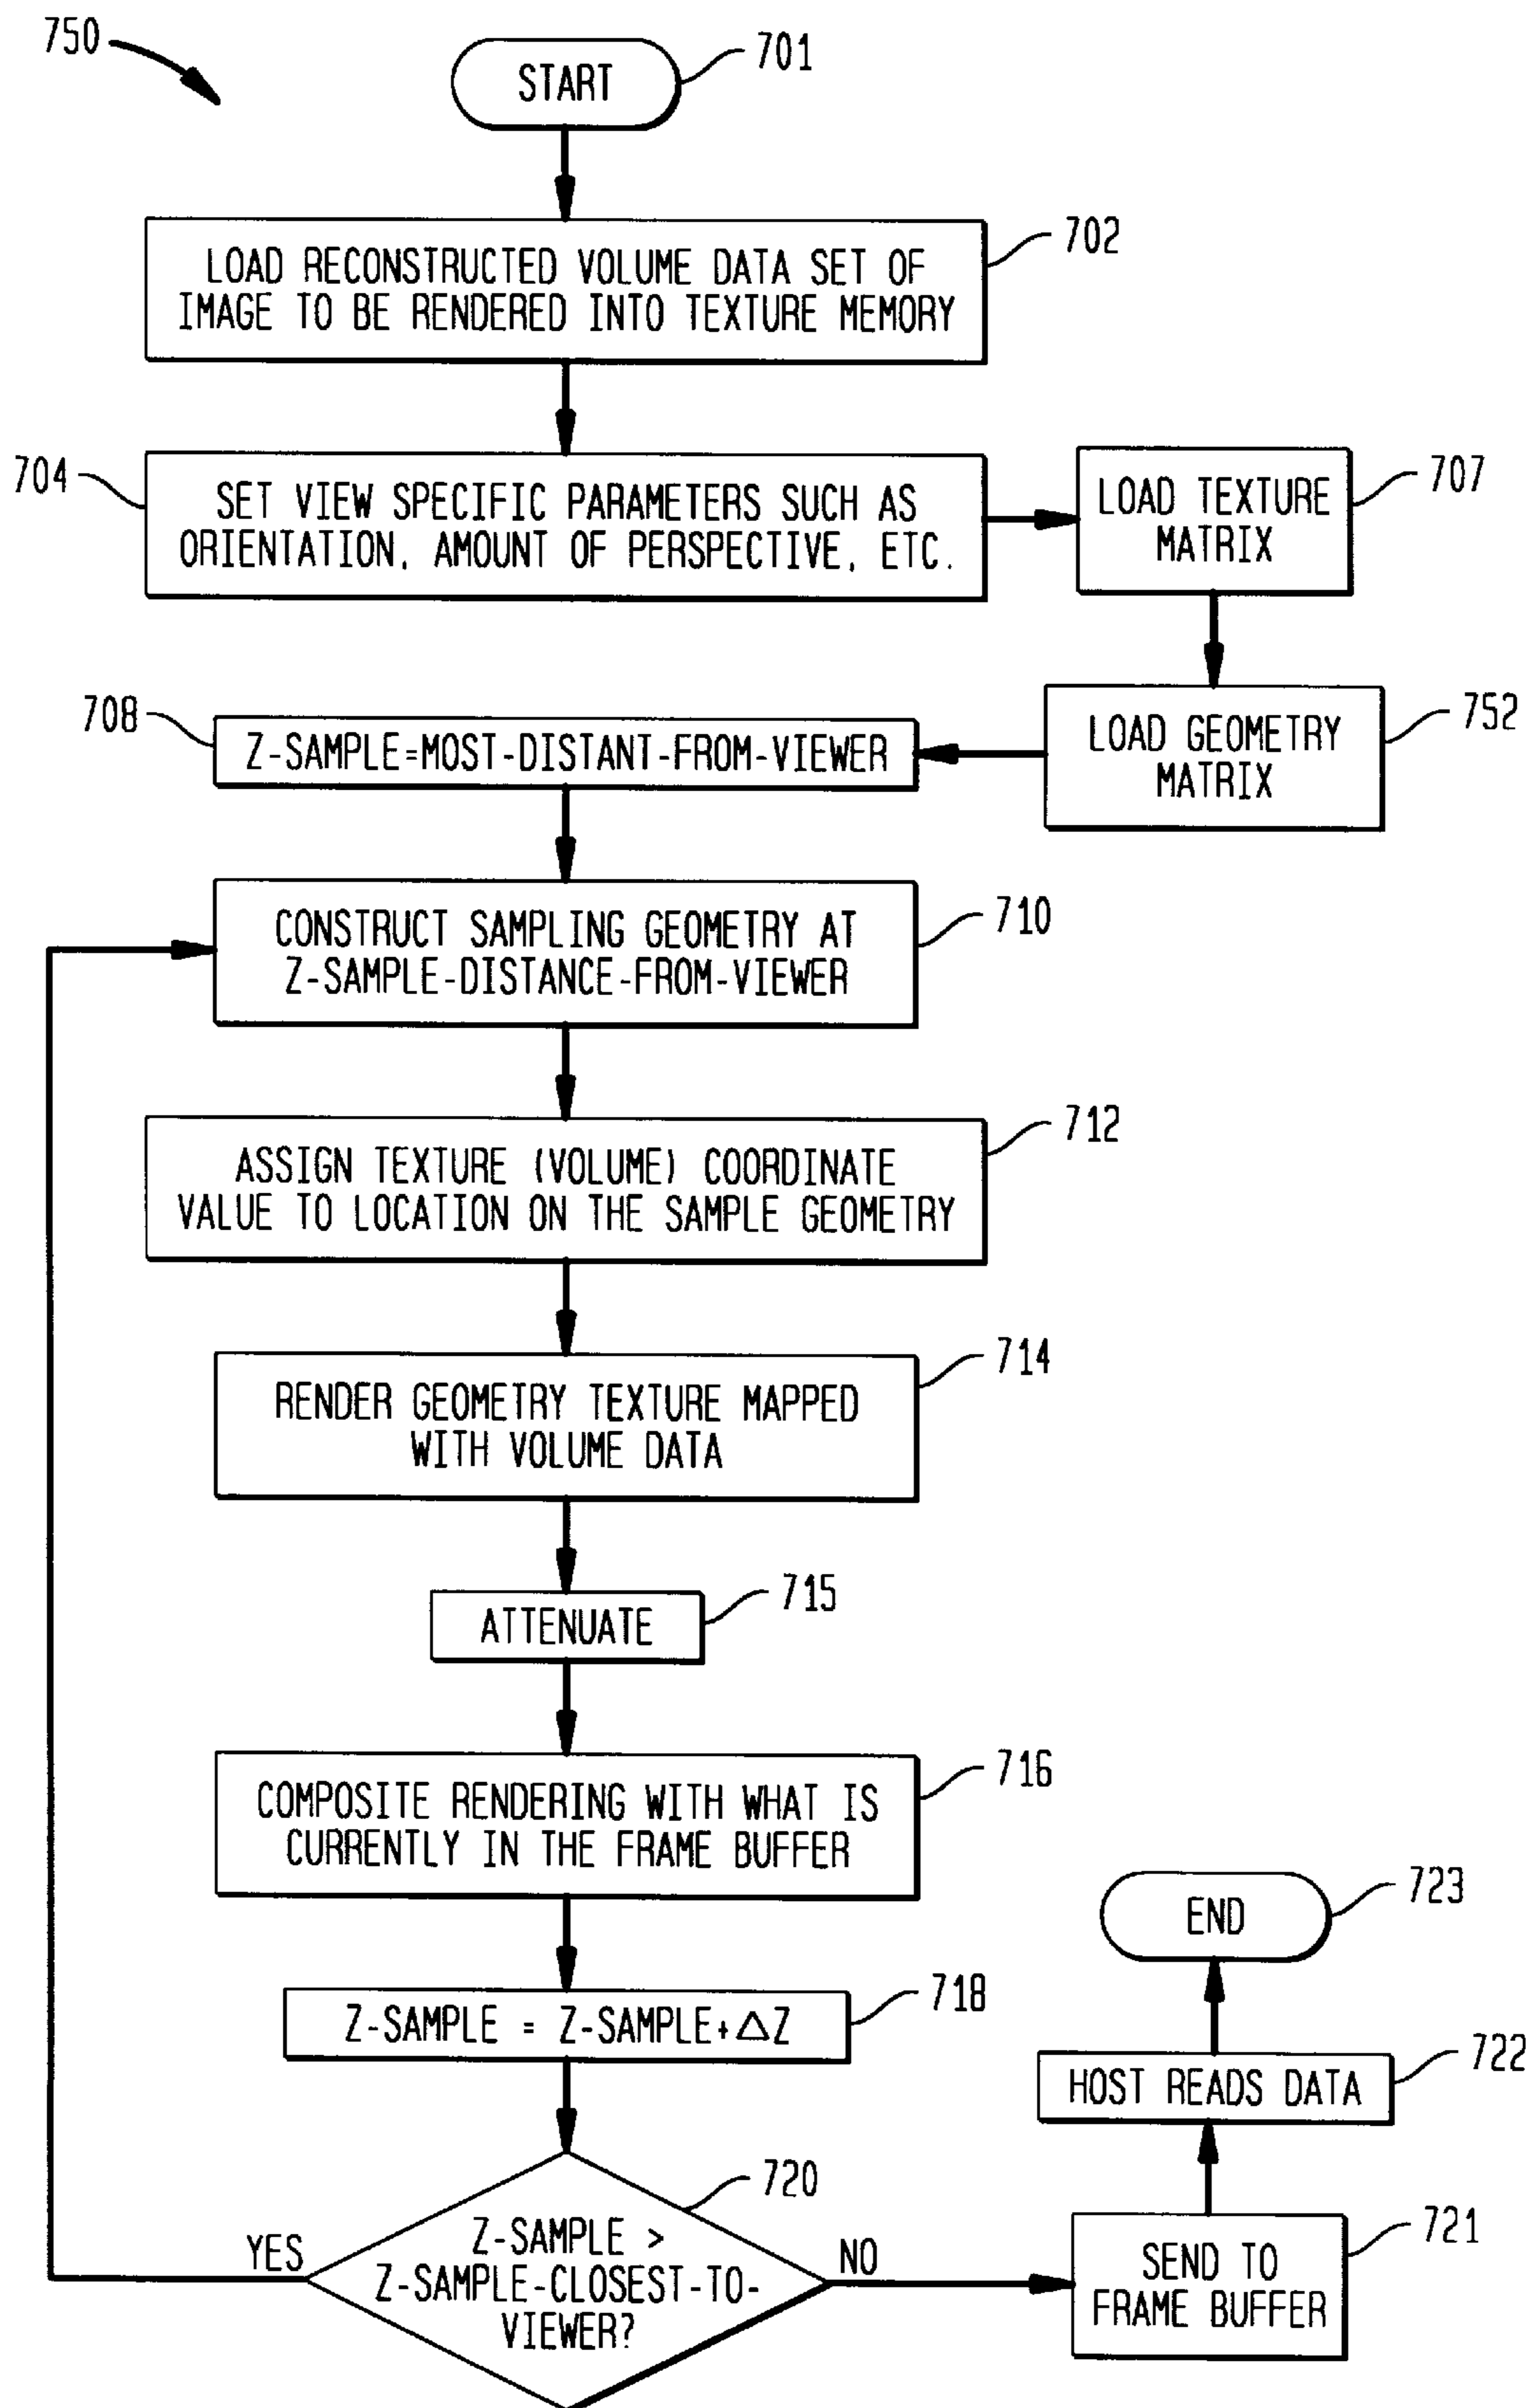 750
START
701
LOAD RECONSTRUCTED VOLUME DATA SET OF
IMAGE TO BE RENDERED INTO TEXTURE MEMORY
702
704
SET VIEW SPECIFIC PARAMETERS SUCH AS
ORIENTATION, AMOUNT OF PERSPECTIVE, ETC.
LOAD TEXTURE
MATRIX
707
708
Z-SAMPLE=MOST-DISTANT-FROM-VIEWER
LOAD GEOMETRY
MATRIX
752
CONSTRUCT SAMPLING GEOMETRY AT
Z-SAMPLE-DISTANCE-FROM-VIEWER
710
ASSIGN TEXTURE (VOLUME) COORDINATE
VALUE TO LOCATION ON THE SAMPLE GEOMETRY
712
RENDER GEOMETRY TEXTURE MAPPED
WITH VOLUME DATA
714
ATTENUATE
715
COMPOSITE RENDERING WITH WHAT IS
CURRENTLY IN THE FRAME BUFFER
716
Z-SAMPLE = Z-SAMPLE+ΔZ
718
Z-SAMPLE >
Z-SAMPLE-CLOSEST-TO-
VIEWER?
720
YES
NO
SEND TO
FRAME BUFFER
721
HOST READS DATA
722
END
723